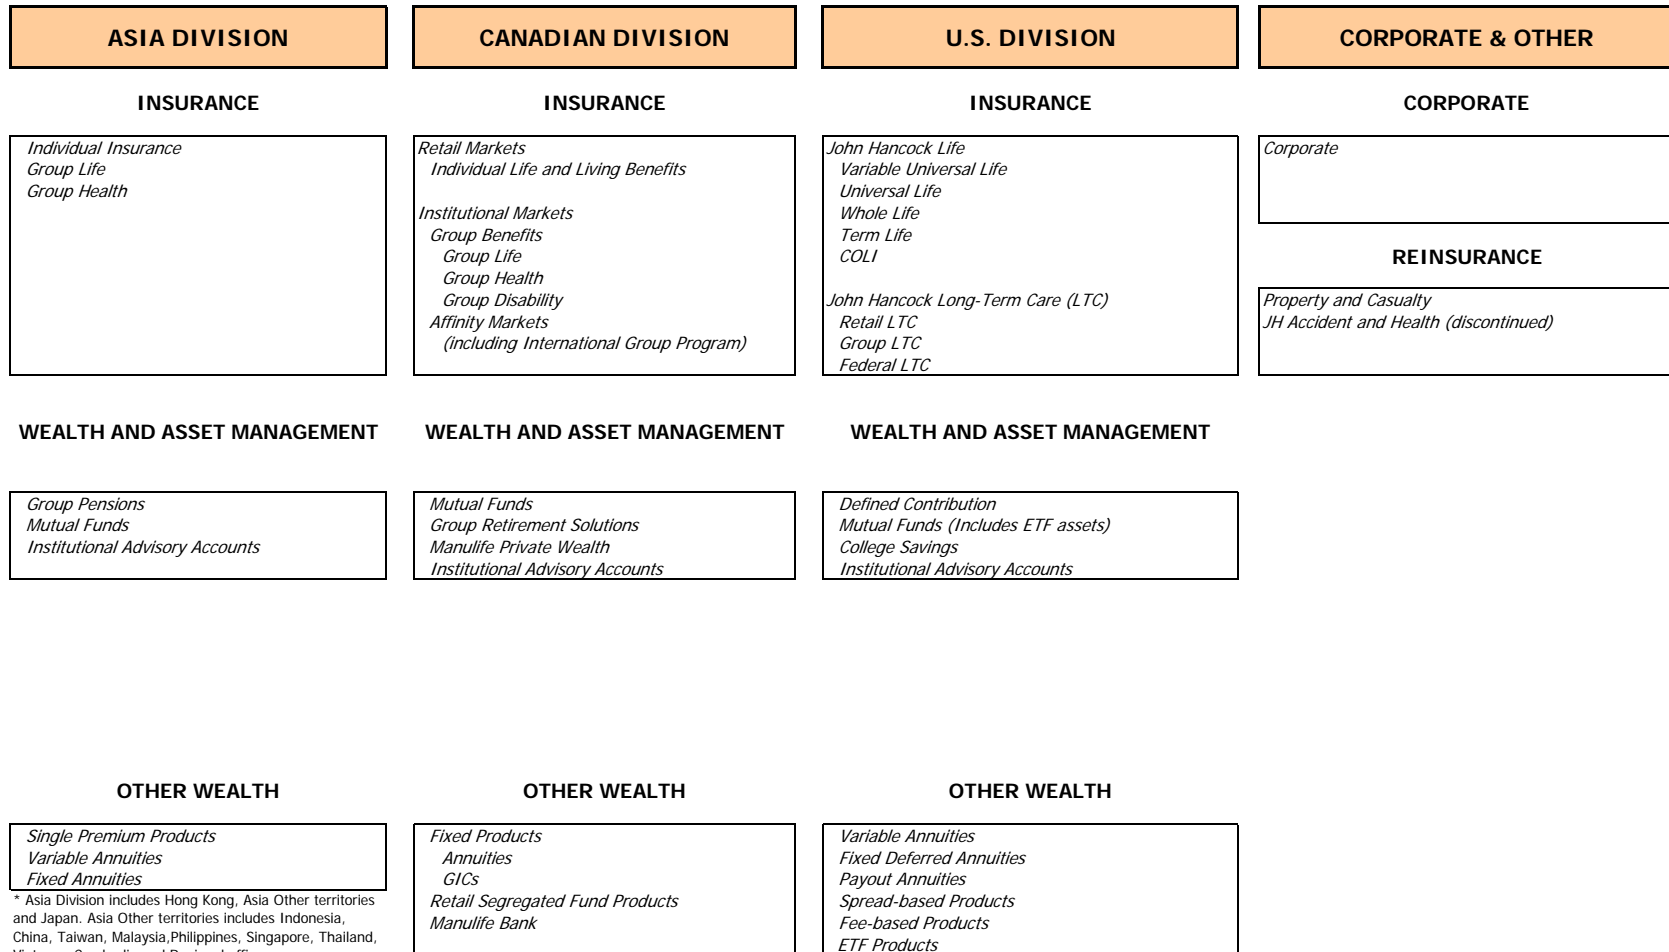 ASIA DIVISION
CANADIAN DIVISION
U.S. DIVISION
CORPORATE & OTHER
INSURANCE
INSURANCE
INSURANCE
CORPORATE
Individual Insurance
Group Life
Group Health
Retail Markets
Individual Life and Living Benefits
Institutional Markets
Group Benefits
Group Life
Group Health
Group Disability
Affinity Markets
(including International Group Program)
John Hancock Life
Variable Universal Life
Universal Life
Whole Life
Term Life
COLI
John Hancock Long-Term Care (LTC)
Retail LTC
Group LTC
Federal LTC
Corporate
REINSURANCE
Property and Casualty
JH Accident and Health (discontinued)
WEALTH AND ASSET MANAGEMENT
WEALTH AND ASSET MANAGEMENT
WEALTH AND ASSET MANAGEMENT
Group Pensions
Mutual Funds
Institutional Advisory Accounts
Mutual Funds
Group Retirement Solutions
Manulife Private Wealth
Institutional Advisory Accounts
Defined Contribution
Mutual Funds (Includes ETF assets)
College Savings
Institutional Advisory Accounts
OTHER WEALTH
OTHER WEALTH
OTHER WEALTH
Single Premium Products
Variable Annuities
Fixed Annuities
* Asia Division includes Hong Kong, Asia Other territories
and Japan. Asia Other territories includes Indonesia,
China, Taiwan, Malaysia,Philippines, Singapore, Thailand,
Fixed Products
Annuities
GICs
Retail Segregated Fund Products
Manulife Bank
Variable Annuities
Fixed Deferred Annuities
Payout Annuities
Spread-based Products
Fee-based Products
ETF Products